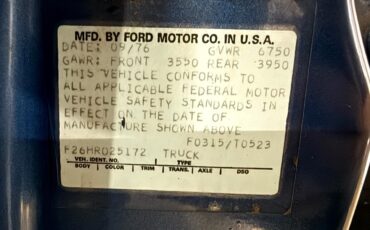 MFD. BY FORD MOTOR CO. IN U.S.A.
DATE: 09/76 GVWR 6750
GAWR: FRONT 3550 REAR 3950
THIS VEHICLE CONFORMS TO
ALL APPLICABLE FEDERAL MOTOR
VEHICLE SAFETY STANDARDS IN
EFFECT ON THE DATE OF
MANUFACTURE SHOWN ABOVE
F0315/T0523
F26HR025172 TRUCK
VEH. IDENT. NO. TYPE
BODY COLOR TRIM TRANS. AXLE DSO